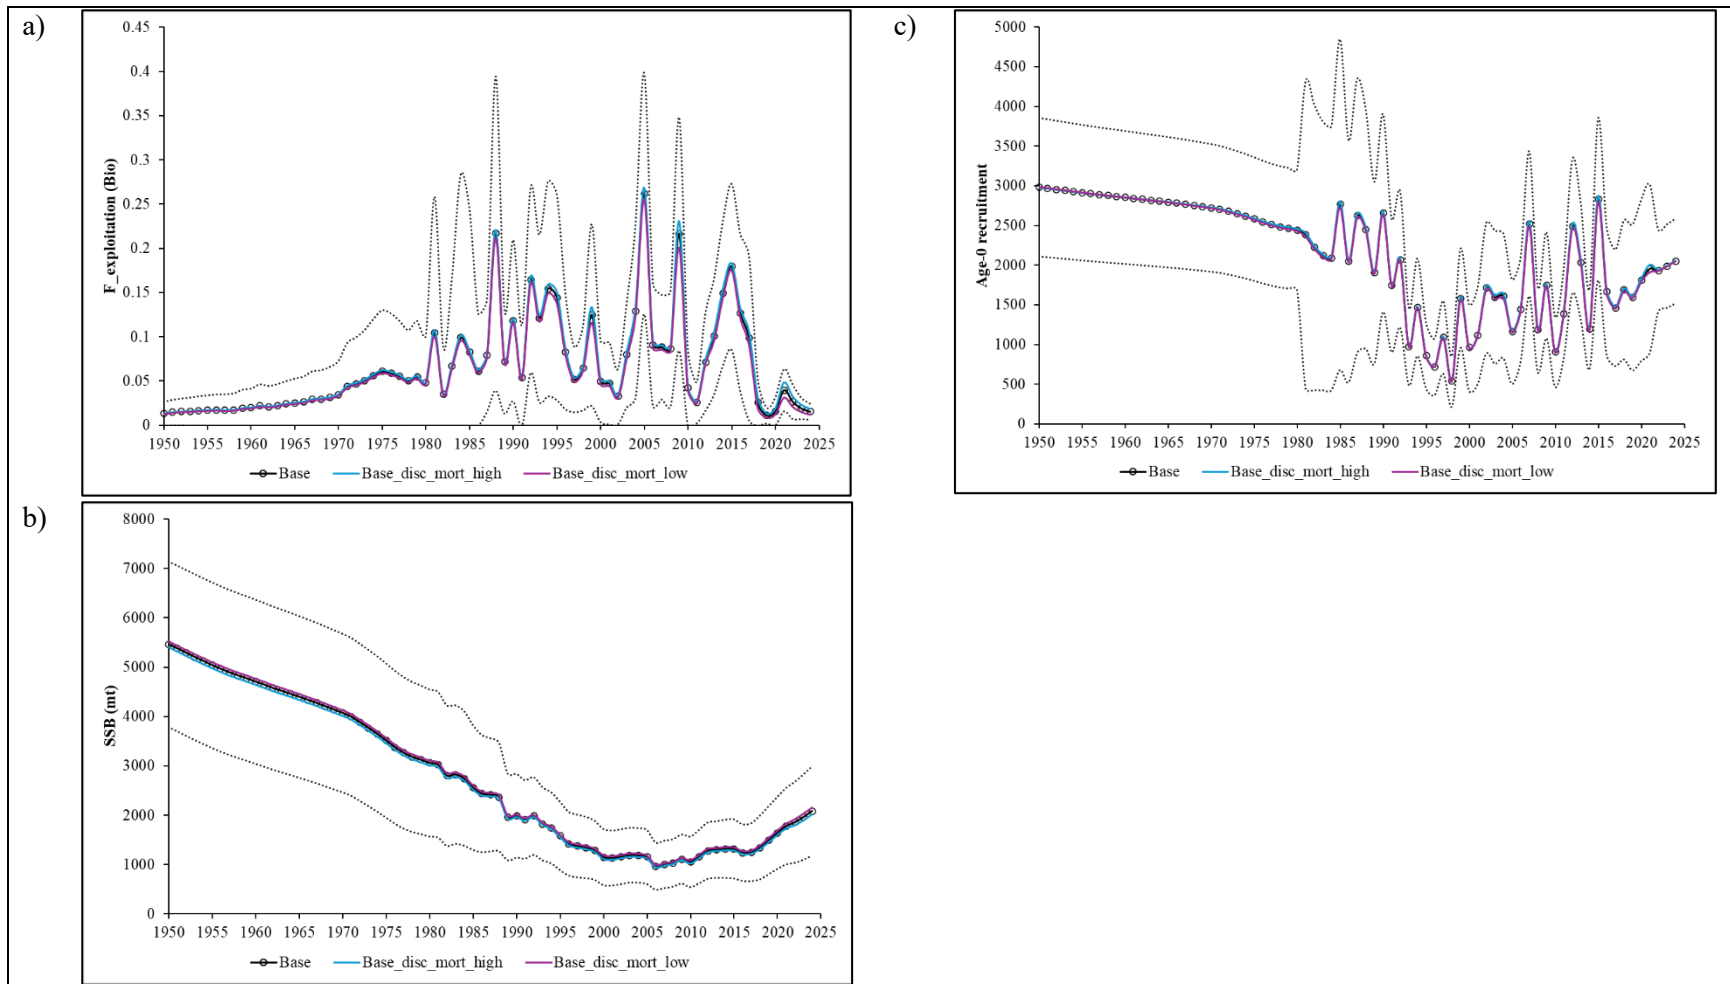 a)
F_exploitation (Bio)
0.45
0.4
0.35
0.3
0.25
0.2
0.15
0.1
0.05
0
1950 1955 1960 1965 1970 1975 1980 1985 1990 1995 2000 2005 2010 2015 2020 2025
Base Base_disc_mort_high Base_disc_mort_low
b)
SSB (mt)
8000
7000
6000
5000
4000
3000
2000
1000
0
1950 1955 1960 1965 1970 1975 1980 1985 1990 1995 2000 2005 2010 2015 2020 2025
Base Base_disc_mort_high Base_disc_mort_low
c)
Age-0 recruitment
5000
4500
4000
3500
3000
2500
2000
1500
1000
500
0
1950 1955 1960 1965 1970 1975 1980 1985 1990 1995 2000 2005 2010 2015 2020 2025
Base Base_disc_mort_high Base_disc_mort_low